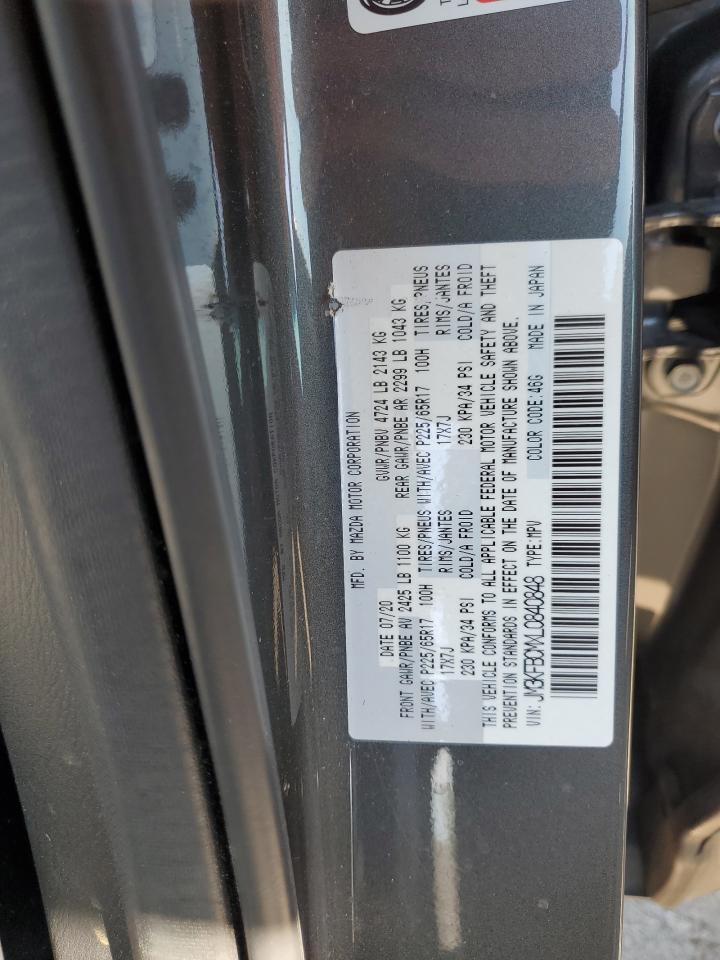 MFD. BY MAZDA MOTOR CORPORATION
DATE 07/20 GVWR/PNBV 4724 LB 2143 KG
FRONT GAWR/PNBE AV 2425 LB 1100 KG REAR GAWR/PNBE AR 2299 LB 1043 KG
TIRES/PNEUS TIRES/PNEUS
WITH/AVEC P225/65R17 100H WITH/AVEC P225/65R17 100H
RIMS/JANTES RIMS/JANTES
17X7J 17X7J
230 KPA/34 PSI COLD/A FROID 230 KPA/34 PSI COLD/A FROID
THIS VEHICLE CONFORMS TO ALL APPLICABLE FEDERAL MOTOR VEHICLE SAFETY AND THEFT
PREVENTION STANDARDS IN EFFECT ON THE DATE OF MANUFACTURE SHOWN ABOVE.
VIN: JM3KFBCMXL0840848 TYPE:MPV COLOR CODE:46G MADE IN JAPAN